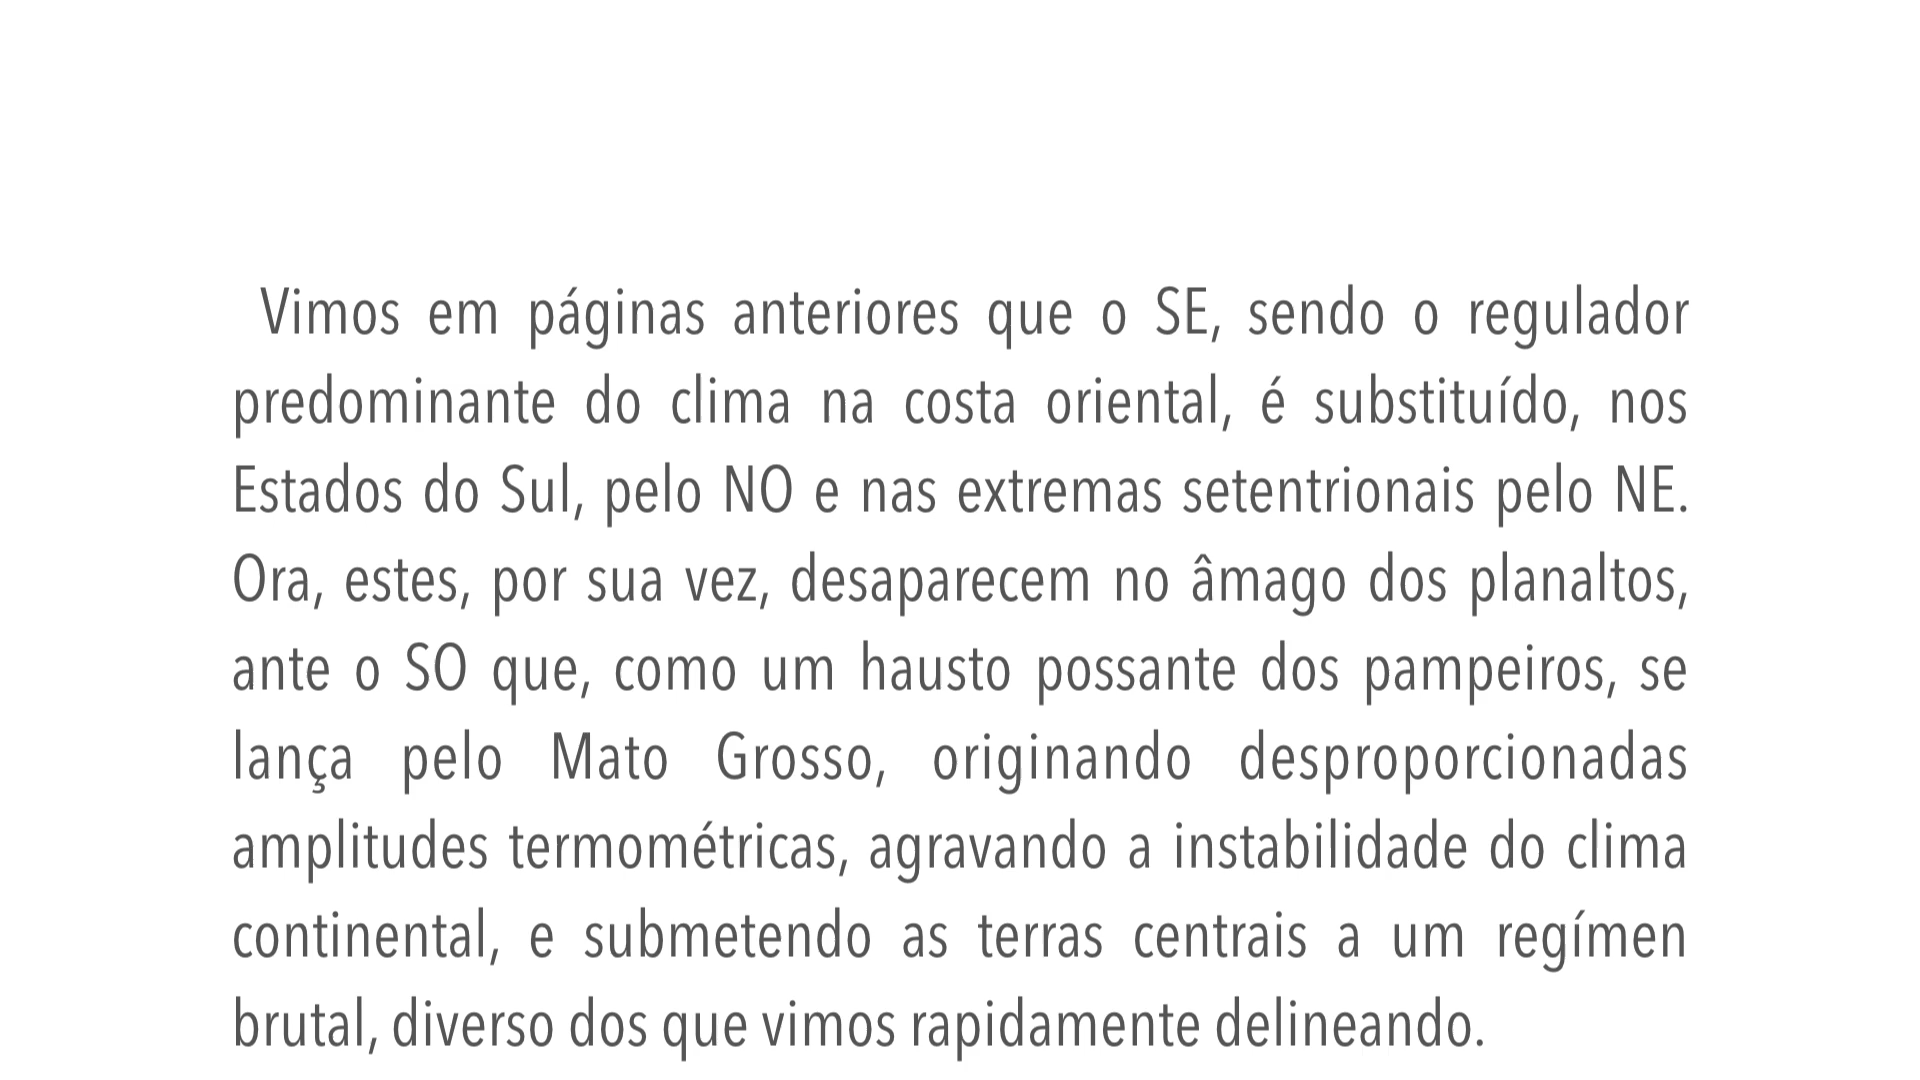 Vimos em páginas anteriores que o SE, sendo o regulador
predominante do clima na costa oriental, é substituído, nos
Estados do Sul, pelo NO e nas extremas setentrionais pelo NE.
Ora, estes, por sua vez, desaparecem no âmago dos planaltos,
ante o SO que, como um hausto possante dos pampeiros, se
lança pelo Mato Grosso, originando desproporcionadas
amplitudes termométricas, agravando a instabilidade do clima
continental, e submetendo as terras centrais a um regímen
brutal, diverso dos que vimos rapidamente delineando.